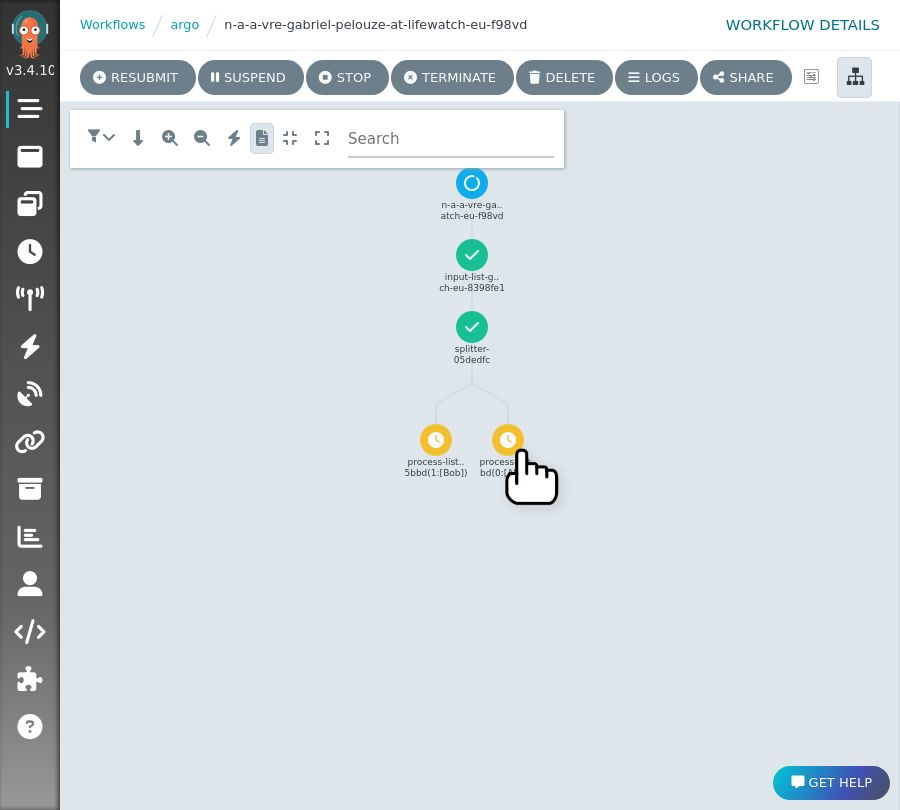 Workflows
argo
n-a-a-vre-gabriel-pelouze-at-lifewatch-eu-f98vd
WORKFLOW DETAILS
v3.4.10
RESUBMIT
SUSPEND
STOP
TERMINATE
DELETE
LOGS
SHARE
Search
n-a-a-vre-ga..
atch-eu-f98vd
input-list-g..
ch-eu-8398fe1
splitter-
05dedfc
process-list..
5bbd(1:[Bob])
process
bd(0:[
GET HELP